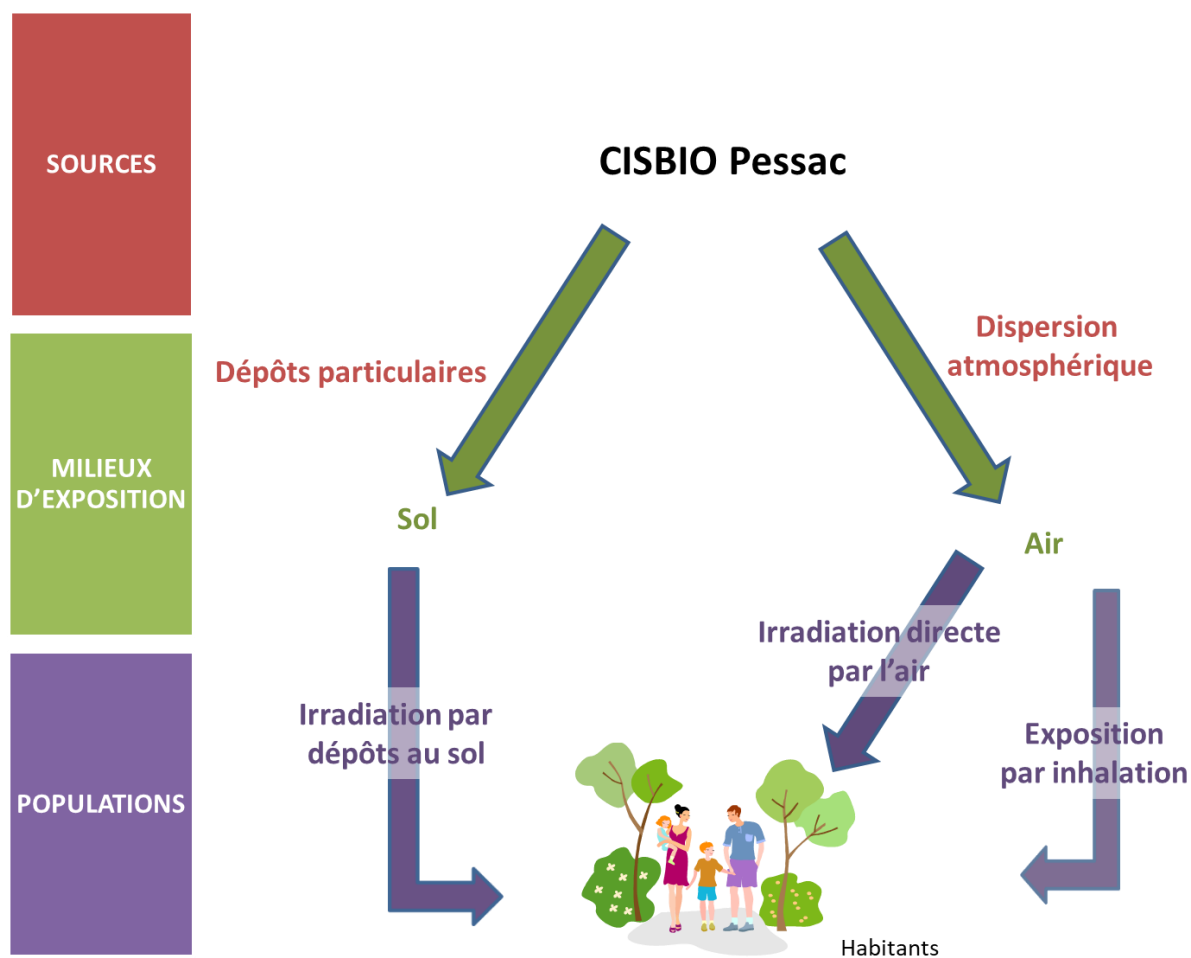 SOURCES
CISBIO Pessac
Dispersion
atmosphérique
Dépôts particulaires
MILIEUX
D’EXPOSITION
Sol
Air
Irradiation directe
par l’air
Irradiation par
dépôts au sol
Exposition
par inhalation
POPULATIONS
Habitants